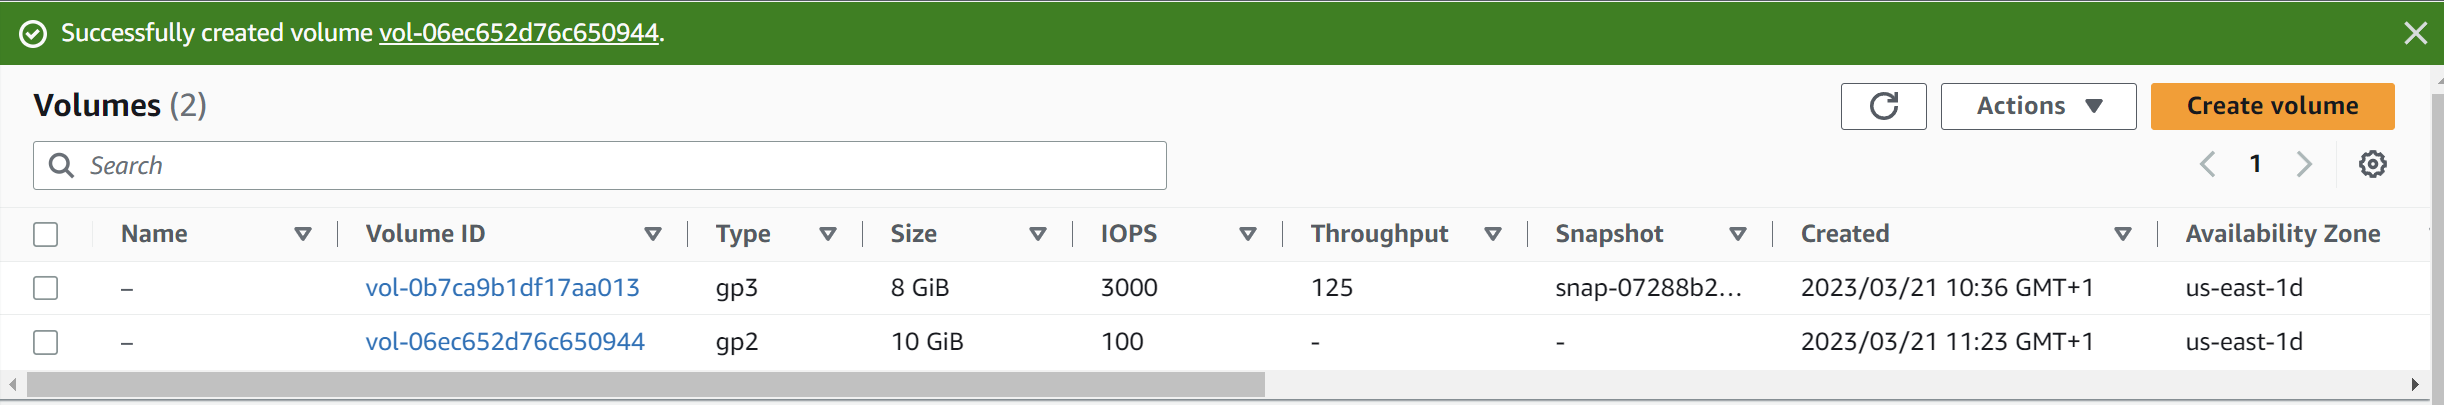 Successfully created volume vol-06ec652d76c650944.
Volumes (2)
Actions
Create volume
Search
1
Name Volume ID Type Size IOPS Throughput Snapshot Created Availability Zone
– vol-0b7ca9b1df17aa013 gp3 8 GiB 3000 125 snap-07288b2... 2023/03/21 10:36 GMT+1 us-east-1d
– vol-06ec652d76c650944 gp2 10 GiB 100 - - 2023/03/21 11:23 GMT+1 us-east-1d